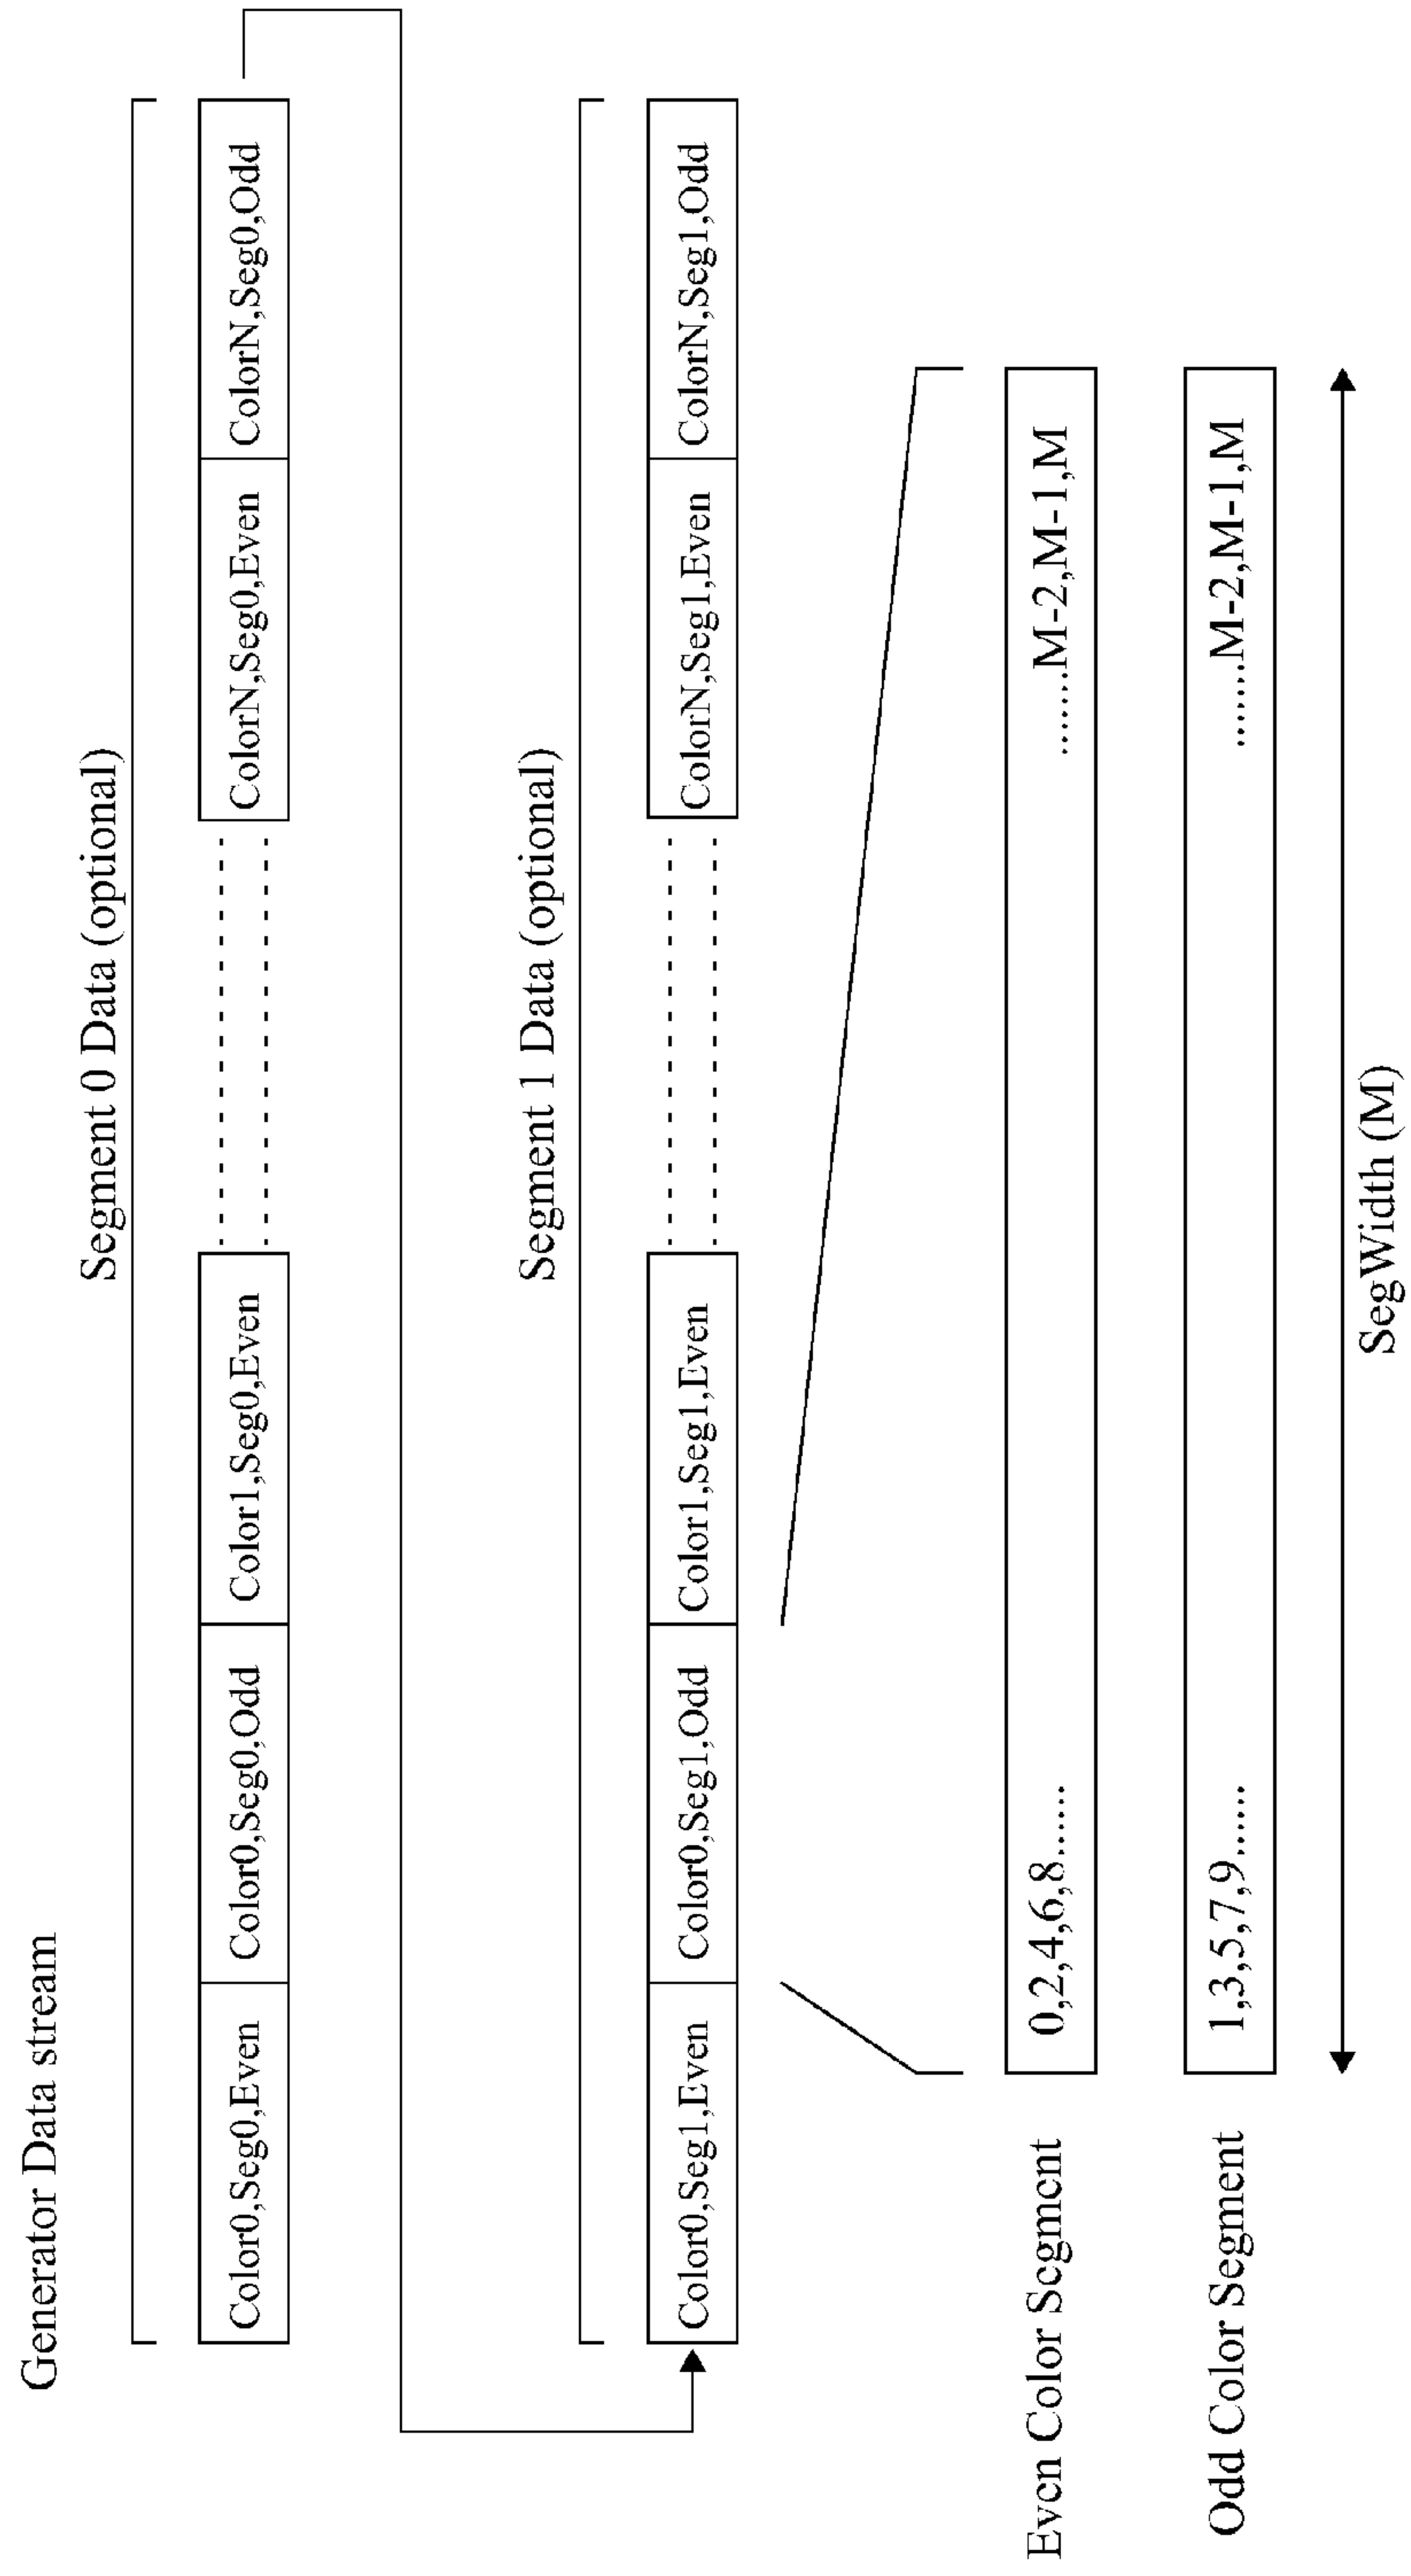 Generator Data stream
Segment 0 Data (optional)
Color0,Seg0,Even
Color0,Seg0,Odd
Color1,Seg0,Even
ColorN,Seg0,Even
ColorN,Seg0,Odd
Segment 1 Data (optional)
Color0,Seg1,Even
Color0,Seg1,Odd
Color1,Seg1,Even
ColorN,Seg1,Even
ColorN,Seg1,Odd
Even Color Segment
0,2,4,6,8......
.......M-2,M-1,M
Odd Color Segment
1,3,5,7,9......
.......M-2,M-1,M
SegWidth (M)